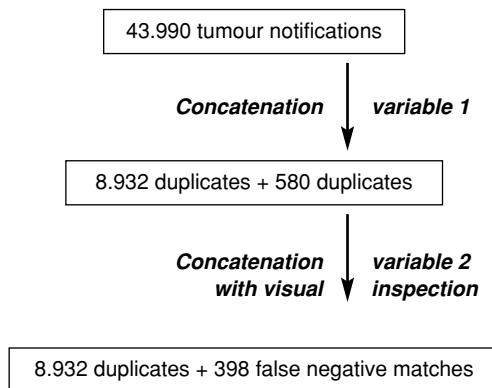 43.990 tumour notifications
Concatenation variable 1
8.932 duplicates + 580 duplicates
Concatenation variable 2
with visual inspection
8.932 duplicates + 398 false negative matches